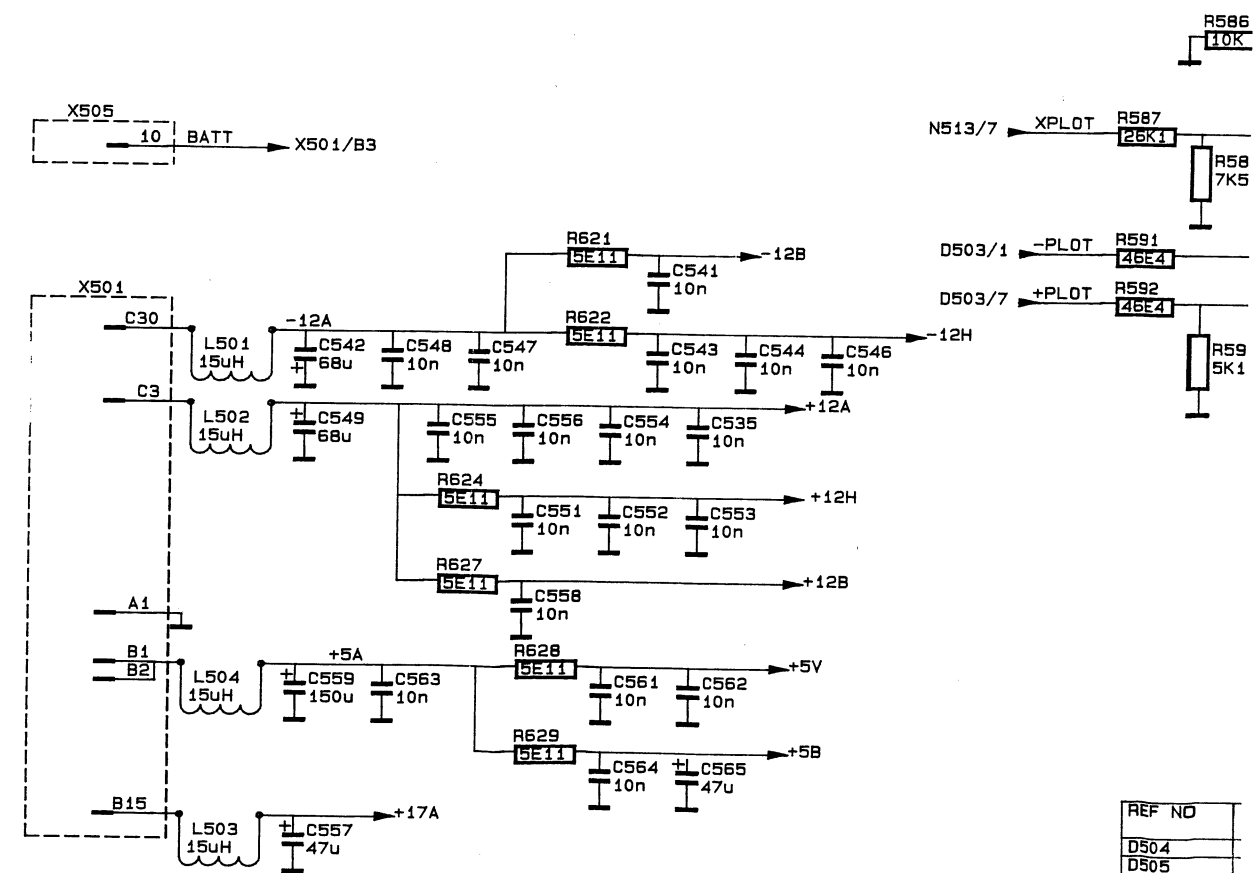 R586
10K
X505
10 BATT
X501/B3
N513/7 XPLOT R587
26K1
R58
7K5
R621
5E11
-12B
C541
10n
D503/1 -PLOT R591
46E4
D503/7 +PLOT R592
46E4
R59
5K1
X501
C30
L501
15uH
-12A
C542
68u
+
C548
10n
C547
10n
R622
5E11
C543
10n
C544
10n
C546
10n
-12H
C3
L502
15uH
+
C549
68u
C555
10n
C556
10n
C554
10n
C535
10n
+12A
R624
5E11
C551
10n
C552
10n
C553
10n
+12H
R627
5E11
C558
10n
+12B
A1
B1
B2
L504
15uH
+5A
+
C559
150u
C563
10n
R628
5E11
C561
10n
C562
10n
+5V
R629
5E11
C564
10n
+
C565
47u
+5B
B15
L503
15uH
+
C557
47u
+17A
REF NO
D504
D505